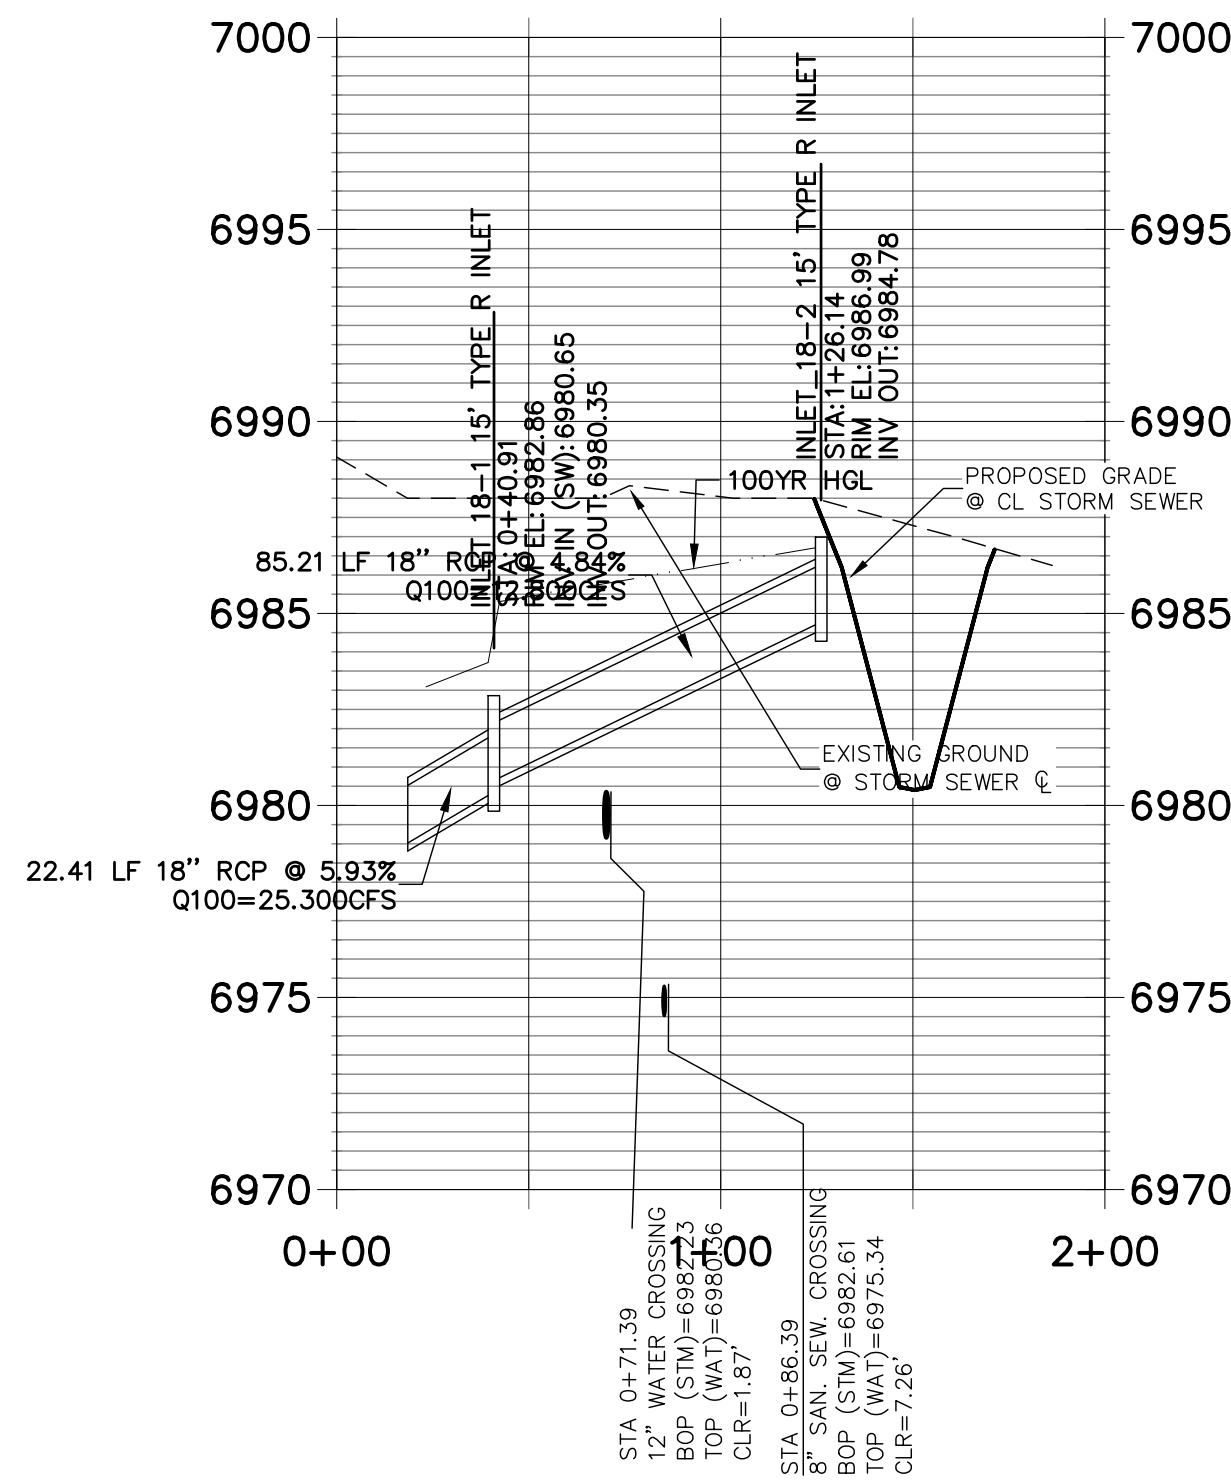 7000
7000
6995
6995
6990
6990
6985
6985
6980
6980
6975
6975
6970
6970
0+00
1+00
2+00
INLET 18-1 15' TYPE R INLET
STA: 0+40.91
RIM EL: 6982.86
INV IN (SW): 6980.65
INV OUT: 6980.35
INLET_18-2 15' TYPE R INLET
STA: 1+26.14
RIM EL: 6986.99
INV OUT: 6984.78
100YR HGL
PROPOSED GRADE
@ CL STORM SEWER
85.21 LF 18" RCP @ 4.84%
Q100=12.800CFS
EXISTING GROUND
@ STORM SEWER ℄
22.41 LF 18" RCP @ 5.93%
Q100=25.300CFS
STA 0+71.39
12" WATER CROSSING
BOP (STM)=6982.23
TOP (WAT)=6980.36
CLR=1.87'
STA 0+86.39
8" SAN. SEW. CROSSING
BOP (STM)=6982.61
TOP (WAT)=6975.34
CLR=7.26'